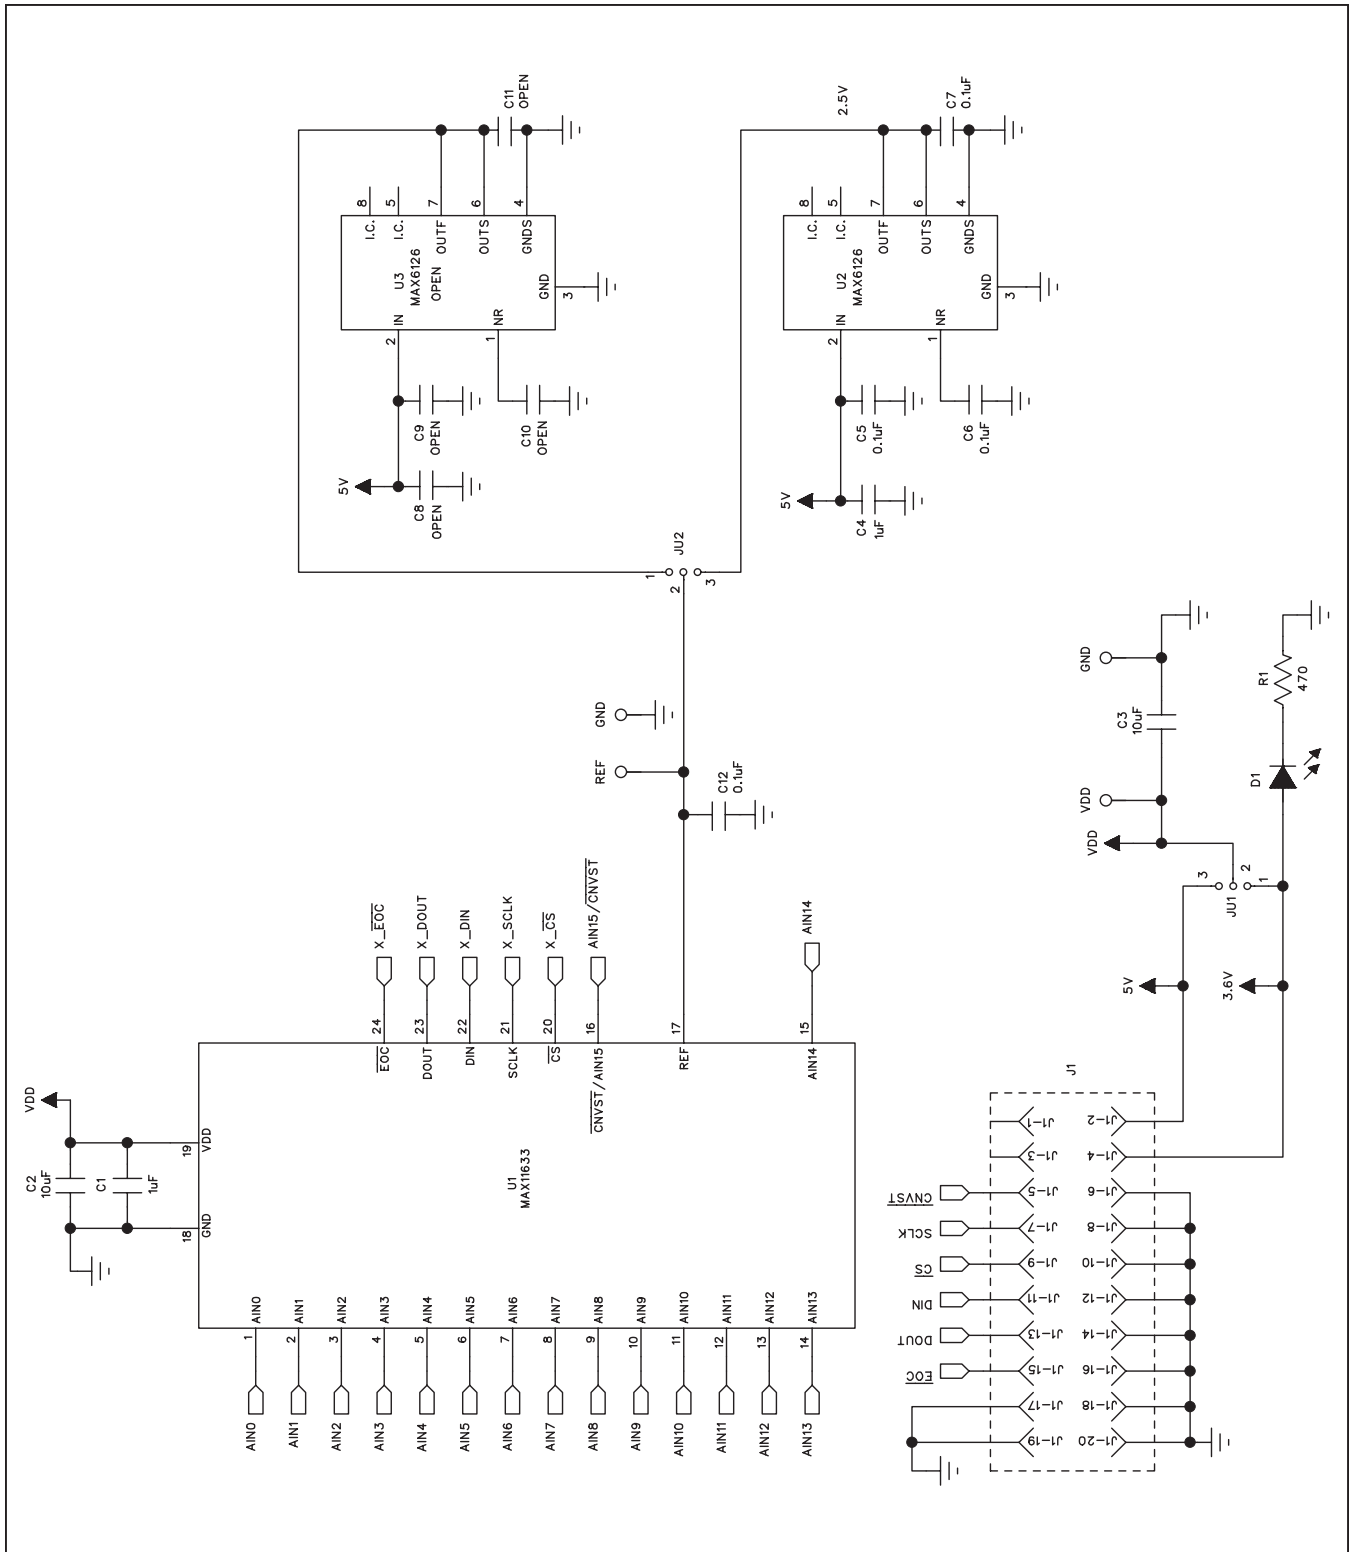 C11
OPEN
8
I.C.
5
I.C.
7
OUTF
6
OUTS
4
GNDS
U3
MAX6126
OPEN
GND
3
IN
2
NR
1
C9
OPEN
C10
OPEN
5V
C8
OPEN
2.5V
C7
0.1uF
8
I.C.
5
I.C.
7
OUTF
6
OUTS
4
GNDS
U2
MAX6126
GND
3
IN
2
NR
1
C5
0.1uF
C6
0.1uF
5V
C4
1uF
JU2
1
2
3
GND
REF
C12
0.1uF
GND
C3
10uF
VDD
VDD
R1
470
D1
3
2
1
JU1
5V
3.6V
X_EOC
X_DOUT
X_DIN
X_SCLK
X_CS
AIN15/CNVST
AIN14
24
23
22
21
20
16
17
15
EOC
DOUT
DIN
SCLK
CS
CNVST/AIN15
REF
AIN14
VDD
C2
10uF
C1
1uF
19
VDD
18
GND
U1
MAX11633
AIN0
AIN1
AIN2
AIN3
AIN4
AIN5
AIN6
AIN7
AIN8
AIN9
AIN10
AIN11
AIN12
AIN13
1
2
3
4
5
6
7
8
9
10
11
12
13
14
AIN0
AIN1
AIN2
AIN3
AIN4
AIN5
AIN6
AIN7
AIN8
AIN9
AIN10
AIN11
AIN12
AIN13
J1
J1-1
J1-2
J1-3
J1-4
CNVST
J1-5
J1-6
SCLK
J1-7
J1-8
CS
J1-9
J1-10
DIN
J1-11
J1-12
DOUT
J1-13
J1-14
EOC
J1-15
J1-16
J1-17
J1-18
J1-19
J1-20